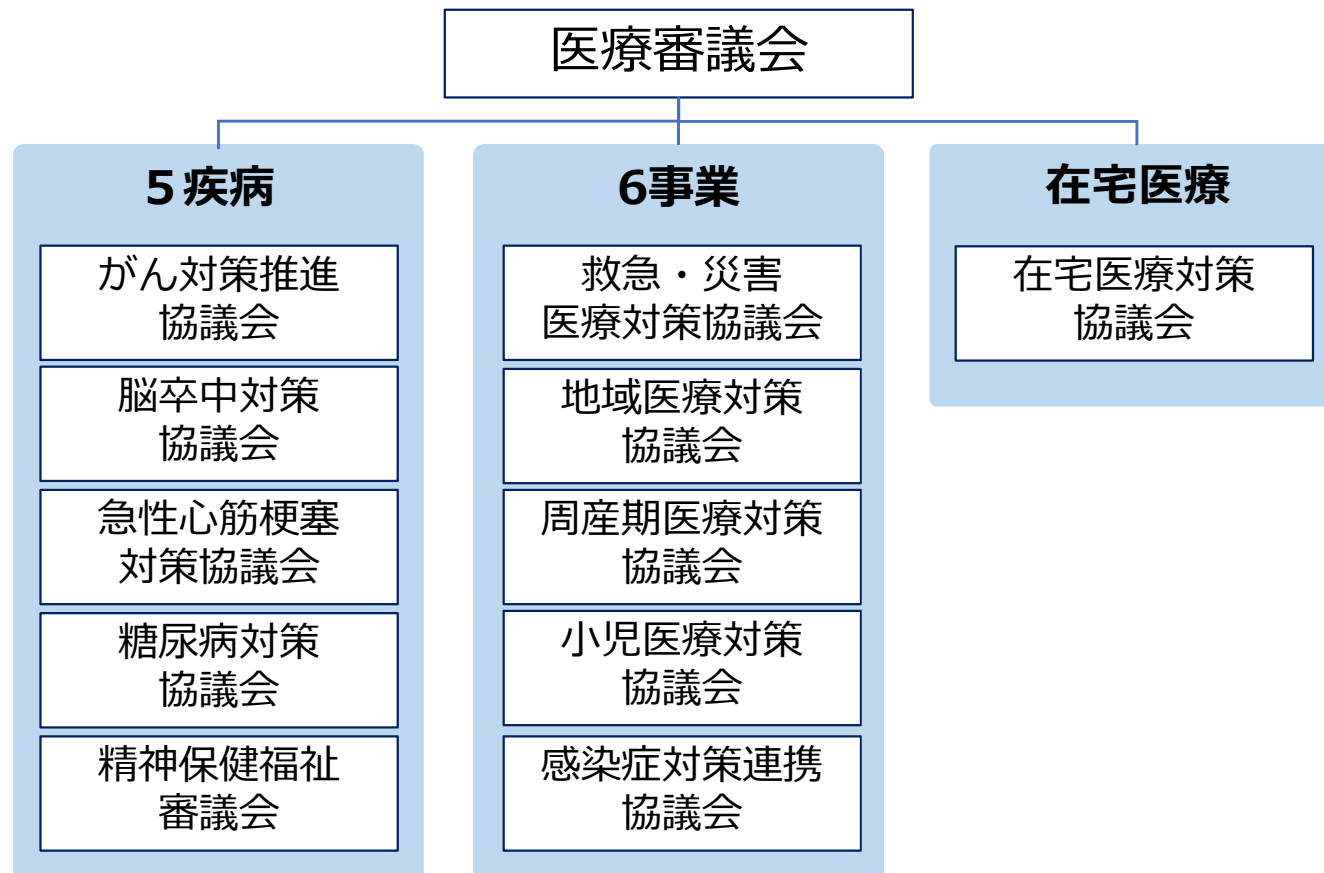 医療審議会
5疾病
がん対策推進
協議会
脳卒中対策
協議会
急性心筋梗塞
対策協議会
糖尿病対策
協議会
精神保健福祉
審議会
6事業
救急・災害
医療対策協議会
地域医療対策
協議会
周産期医療対策
協議会
小児医療対策
協議会
感染症対策連携
協議会
在宅医療
在宅医療対策
協議会